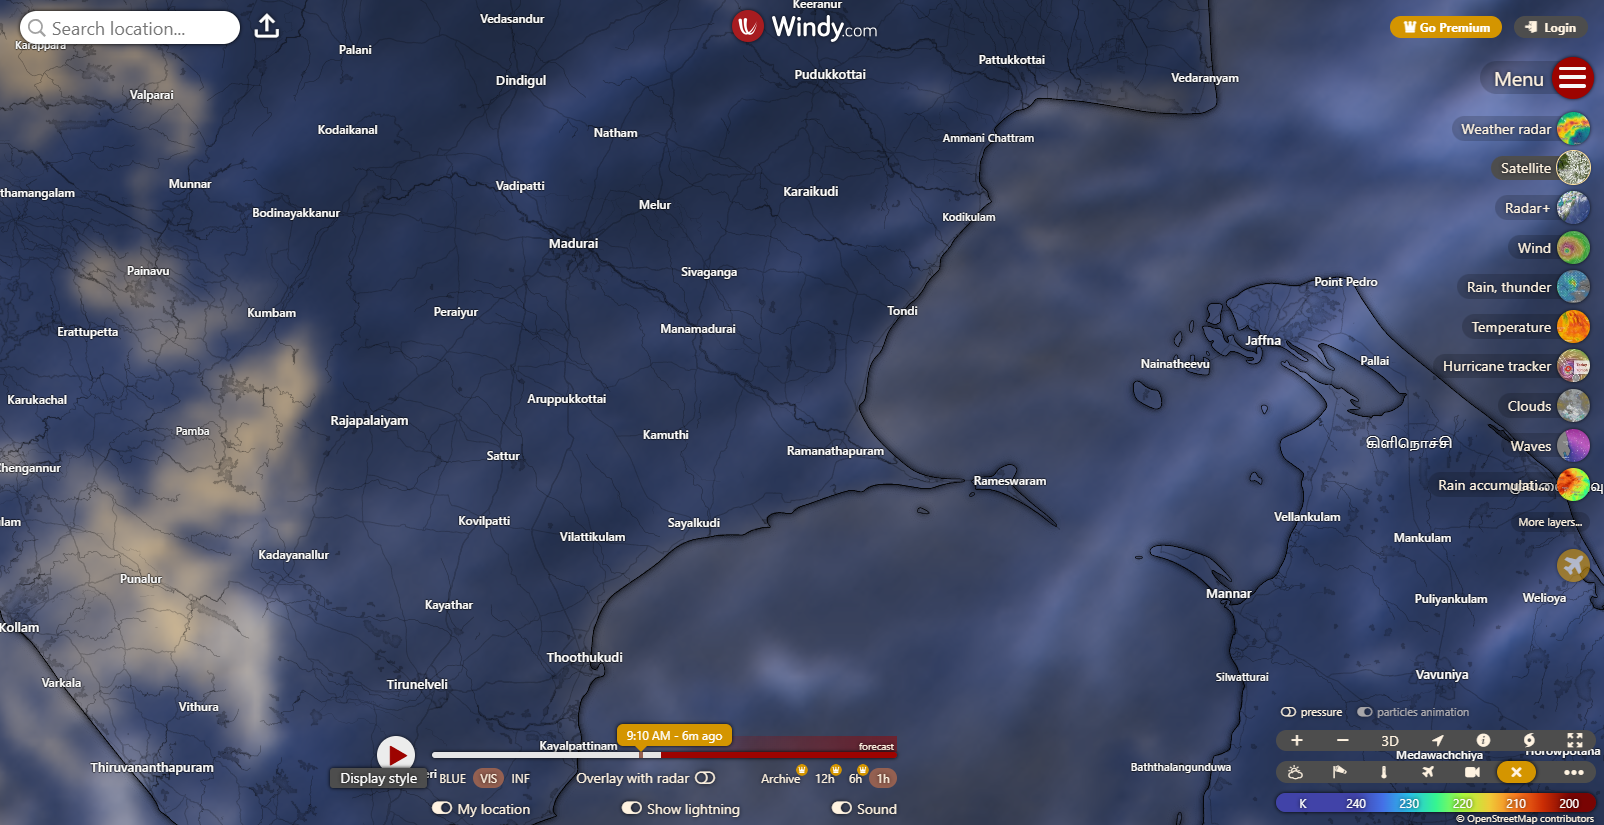 Keeranur
Search location...
Vedasandur
Windy.com
Go Premium
Login
Karappara
Palani
Pattukkottai
Dindigul
Pudukkottai
Vedaranyam
Menu
Valparai
Kodaikanal
Natham
Ammani Chattram
Weather radar
Satellite
thamangalam
Munnar
Vadipatti
Karaikudi
Bodinayakkanur
Melur
Kodikulam
Radar+
Madurai
Wind
Painavu
Sivaganga
Point Pedro
Rain, thunder
Kumbam
Peraiyur
Tondi
Erattupetta
Manamadurai
Temperature
Jaffna
Nainatheevu
Pallai
Hurricane tracker
Karukachal
Aruppukkottai
Clouds
Rajapalaiyam
Pamba
Kamuthi
கிளிநொச்சி
Waves
Sattur
Ramanathapuram
Chengannur
Rameswaram
Rain accumulati...
Kovilpatti
Sayalkudi
Vellankulam
lam
More layers...
Vilattikulam
Mankulam
Kadayanallur
Punalur
Kayathar
Mannar
Puliyankulam
Welioya
Kollam
Thoothukudi
Varkala
Tirunelveli
Silwatturai
Vavuniya
Vithura
pressure
particles animation
9:10 AM - 6m ago
Kayalpattinam
forecast
3D
Medawachchiya
Horowpotana
Thiruvananthapuram
Baththalangunduwa
Display style
eri
BLUE
VIS
INF
Overlay with radar
Archive
12h
6h
1h
My location
Show lightning
Sound
K
240
230
220
210
200
© OpenStreetMap contributors